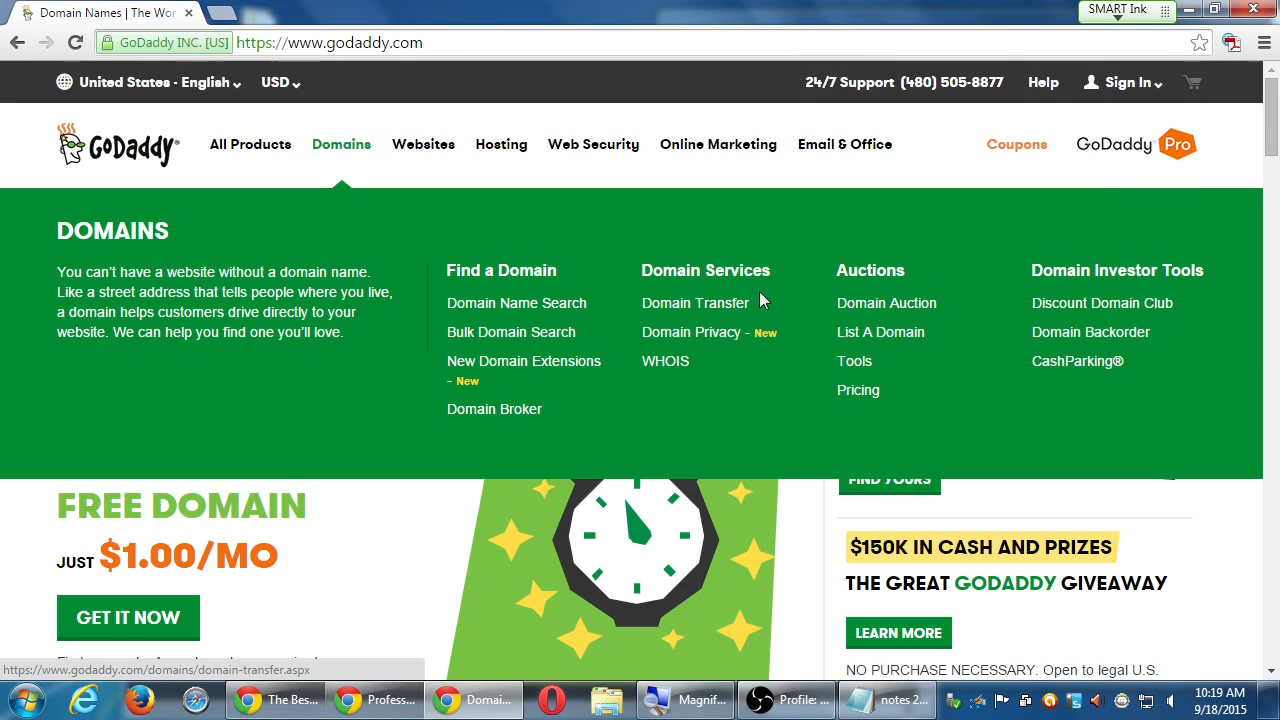 Domain Names | The Wor
SMART Ink
GoDaddy INC. [US]
https://www.godaddy.com
United States - English
USD
24/7 Support (480) 505-8877
Help
Sign In
GoDaddy
All Products
Domains
Websites
Hosting
Web Security
Online Marketing
Email & Office
Coupons
GoDaddy Pro
DOMAINS
You can't have a website without a domain name.
Like a street address that tells people where you live,
a domain helps customers drive directly to your
website. We can help you find one you'll love.
Find a Domain
Domain Name Search
Bulk Domain Search
New Domain Extensions
- New
Domain Broker
Domain Services
Domain Transfer
Domain Privacy - New
WHOIS
Auctions
Domain Auction
List A Domain
Tools
Pricing
Domain Investor Tools
Discount Domain Club
Domain Backorder
CashParking®
FREE DOMAIN
JUST $1.00/MO
GET IT NOW
FIND YOURS
$150K IN CASH AND PRIZES
THE GREAT GODADDY GIVEAWAY
LEARN MORE
NO PURCHASE NECESSARY. Open to legal U.S.
https://www.godaddy.com/domains/domain-transfer.aspx
The Bes...
Profess...
Domai...
Magnif...
Profile: ...
notes 2...
10:19 AM
9/18/2015